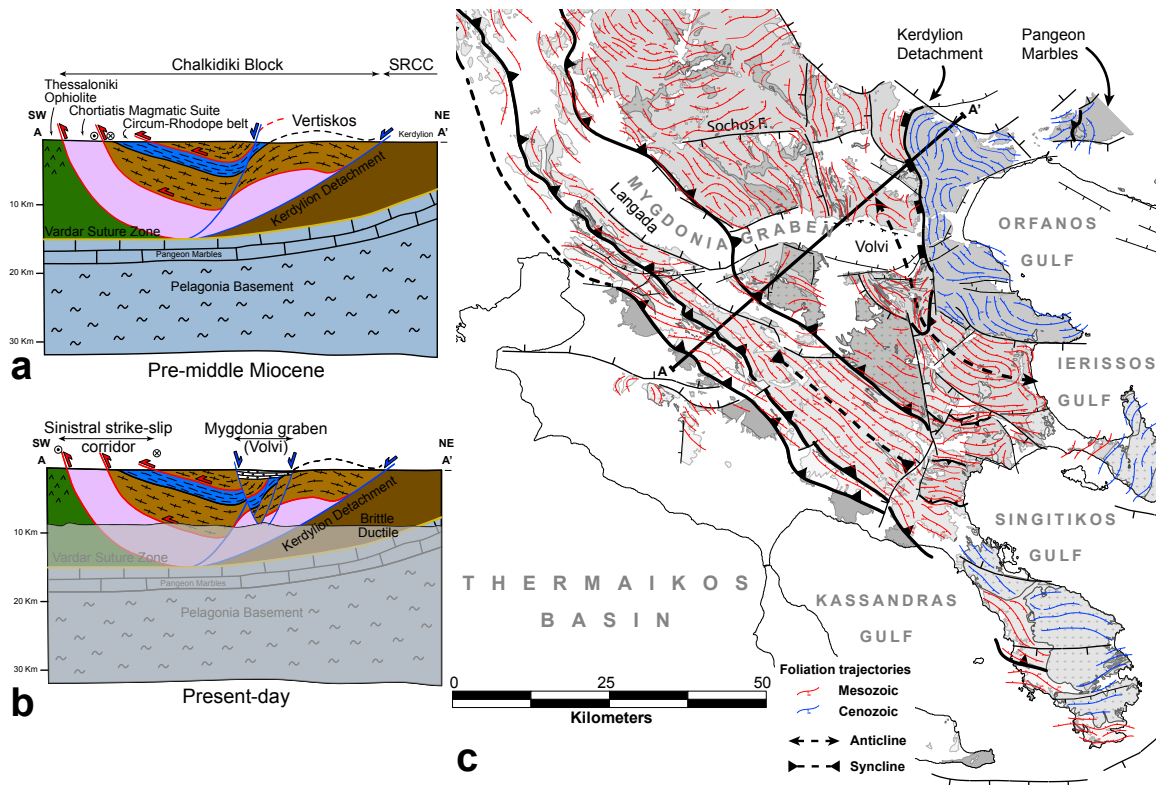 Chalkidiki Block
SRCC
Thessaloniki
Ophiolite
Chortiatis Magmatic Suite
Circum-Rhodope belt
Vertiskos
SW
A
NE
A'
Kerdylion
10 Km
20 Km
30 Km
Vardar Suture Zone
Kerdylion Detachment
Pangeon Marbles
Pelagonia Basement
a
Pre-middle Miocene
Sinistral strike-slip
corridor
Mygdonia graben
(Volvi)
SW
A
NE
A'
10 Km
20 Km
30 Km
Kerdylion Detachment
Brittle
Ductile
Vardar Suture Zone
Pangeon Marbles
Pelagonia Basement
b
Present-day
Kerdylion
Detachment
Pangeon
Marbles
A'
Sochos F.
MYGDONIA GRABEN
Langada
Volvi
ORFANOS
GULF
A
IERISSOS
GULF
SINGITIKOS
GULF
THERMAIKOS
BASIN
KASSANDRAS
GULF
Foliation trajectories
Mesozoic
Cenozoic
Anticline
Syncline
0
25
50
Kilometers
c